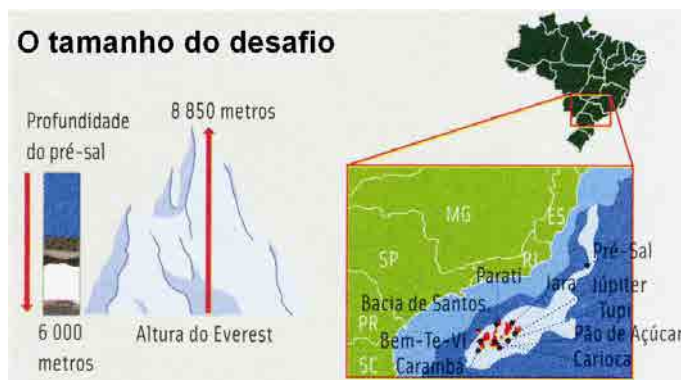 O tamanho do desafio
8 850 metros
Profundidade
do pré-sal
6 000
metros
Altura do Everest
MG
ES
SP
RJ
Pré-Sal
Parati
Iara
Júpiter
Bacia de Santos
Tupi
PR
Bem-Te-Vi
Pão de Açúcar
SC
Carambá
Carioca